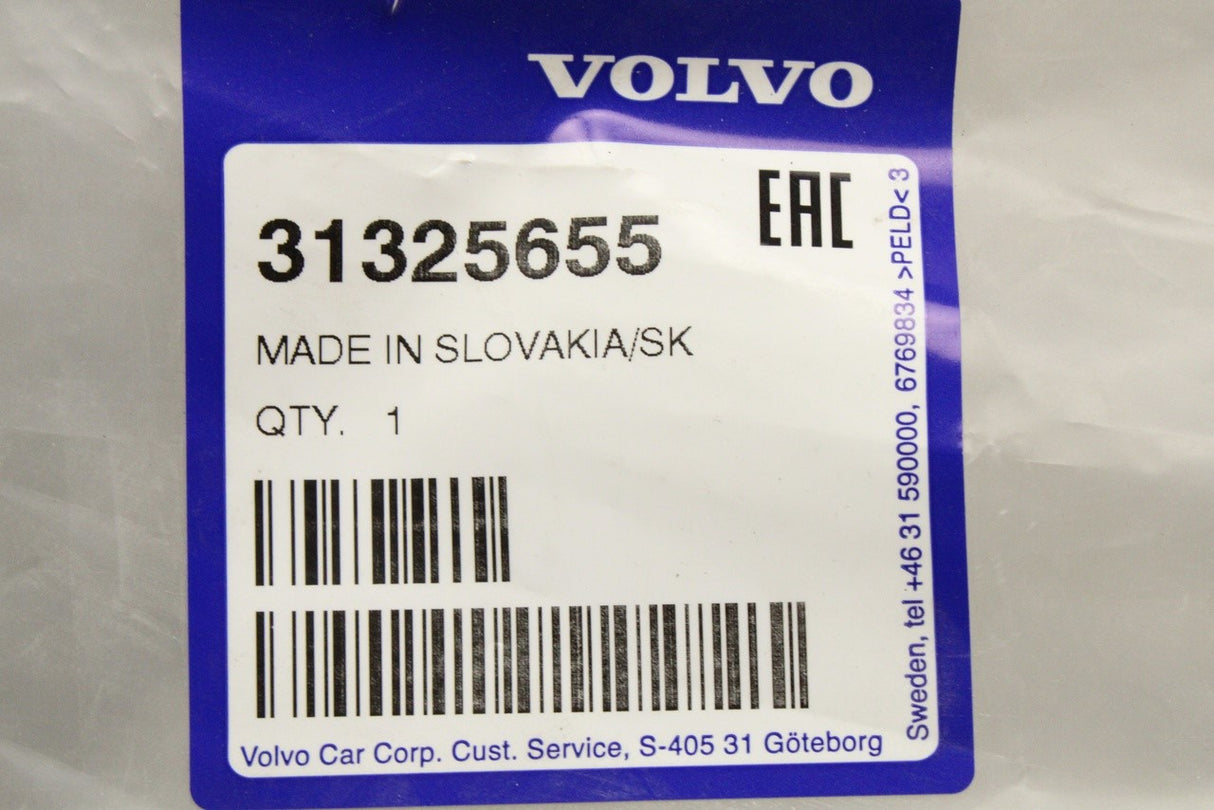 VOLVO
EAC
31325655
MADE IN SLOVAKIA/SK
QTY. 1
Volvo Car Corp. Cust. Service, S-405 31 Göteborg
Sweden, tel +46 31 590000, 6769834 >PELD< 3